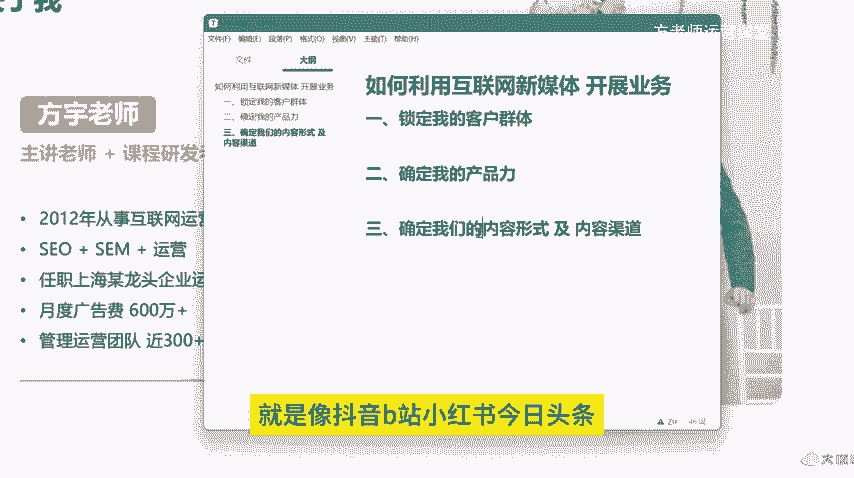 方宇老师
主讲老师 + 课程研发
• 2012年从事互联网运营
• SEO + SEM + 运营
• 任职上海某龙头企业运
• 月度广告费 600万+
• 管理运营团队 近300+
文件(F) 编辑(E) 段落(P) 格式(O) 视图(V) 主题(T) 帮助(H)
文件 大纲
如何利用互联网新媒体 开展业务
一、锁定我的客户群体
二、确定我的产品力
三、确定我们的内容形式 及
内容渠道
如何利用互联网新媒体 开展业务
一、锁定我的客户群体
二、确定我的产品力
三、确定我们的内容形式 及 内容渠道
就是像抖音b站小红书今日头条
方老师运